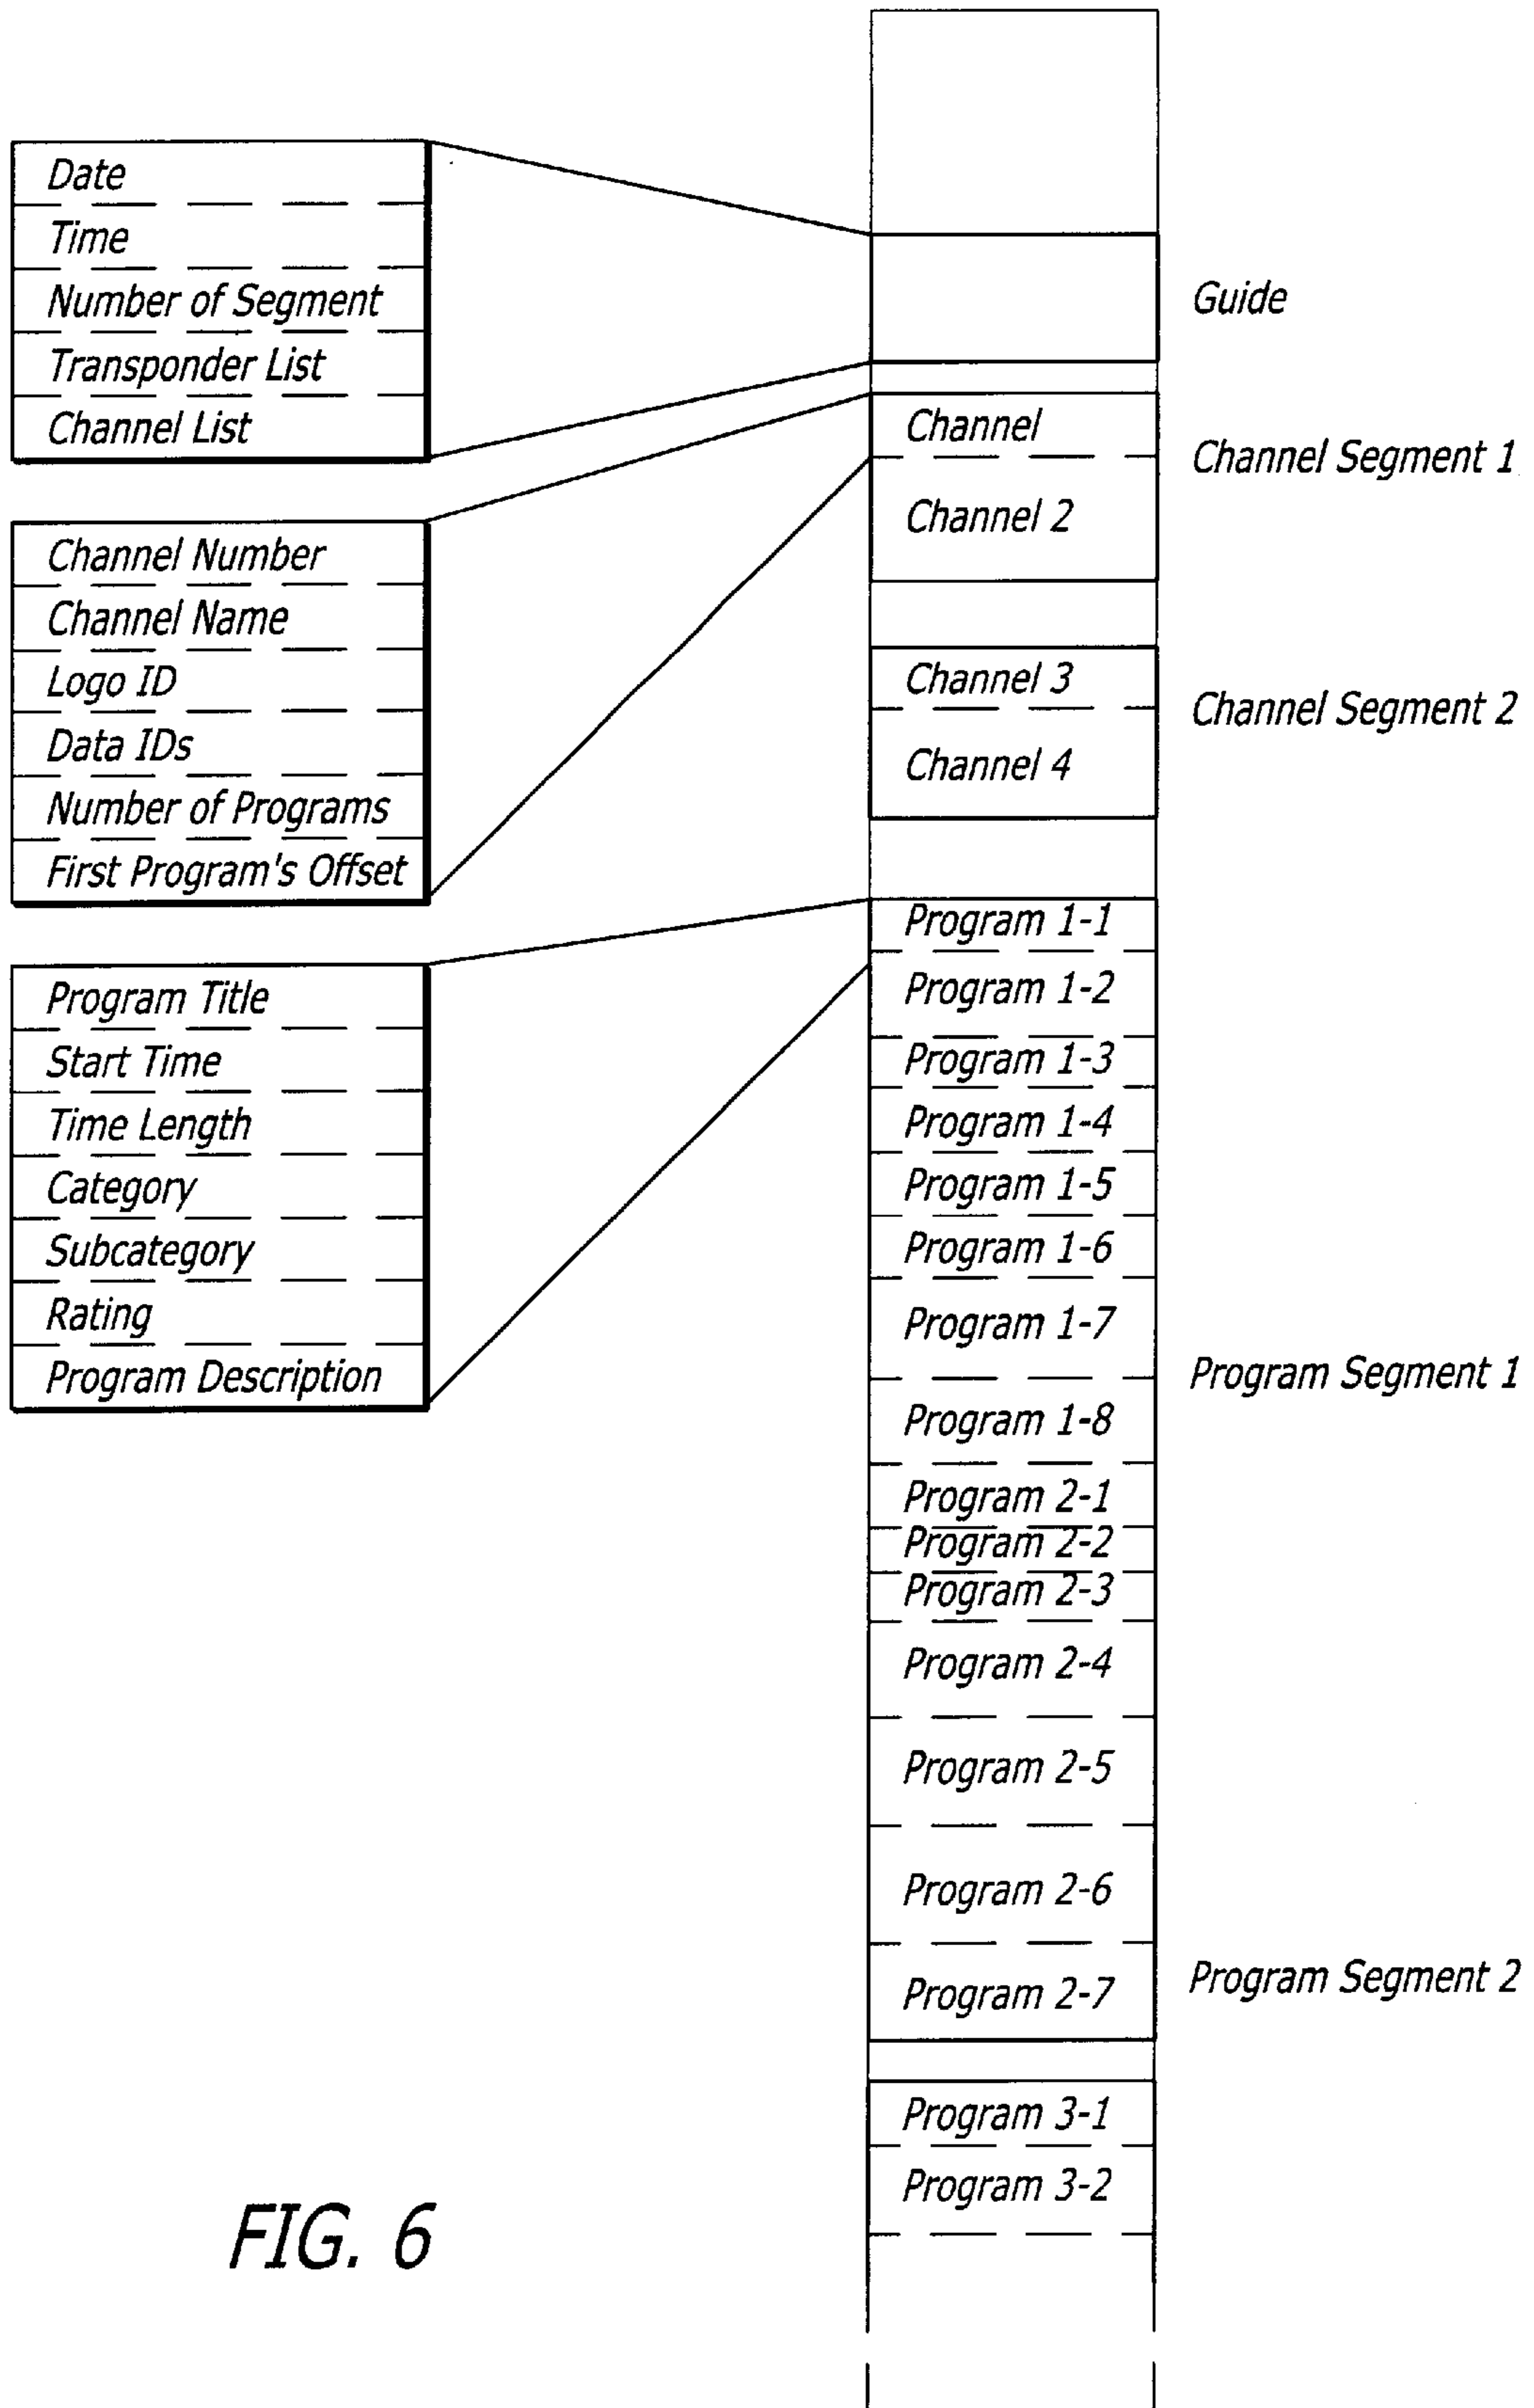 Date
Time
Number of Segment
Transponder List
Channel List
Channel Number
Channel Name
Logo ID
Data IDs
Number of Programs
First Program's Offset
Program Title
Start Time
Time Length
Category
Subcategory
Rating
Program Description
Guide
Channel
Channel 2
Channel Segment 1
Channel 3
Channel 4
Channel Segment 2
Program 1-1
Program 1-2
Program 1-3
Program 1-4
Program 1-5
Program 1-6
Program 1-7
Program 1-8
Program 2-1
Program 2-2
Program 2-3
Program 2-4
Program 2-5
Program 2-6
Program 2-7
Program Segment 1
Program Segment 2
Program 3-1
Program 3-2
FIG. 6